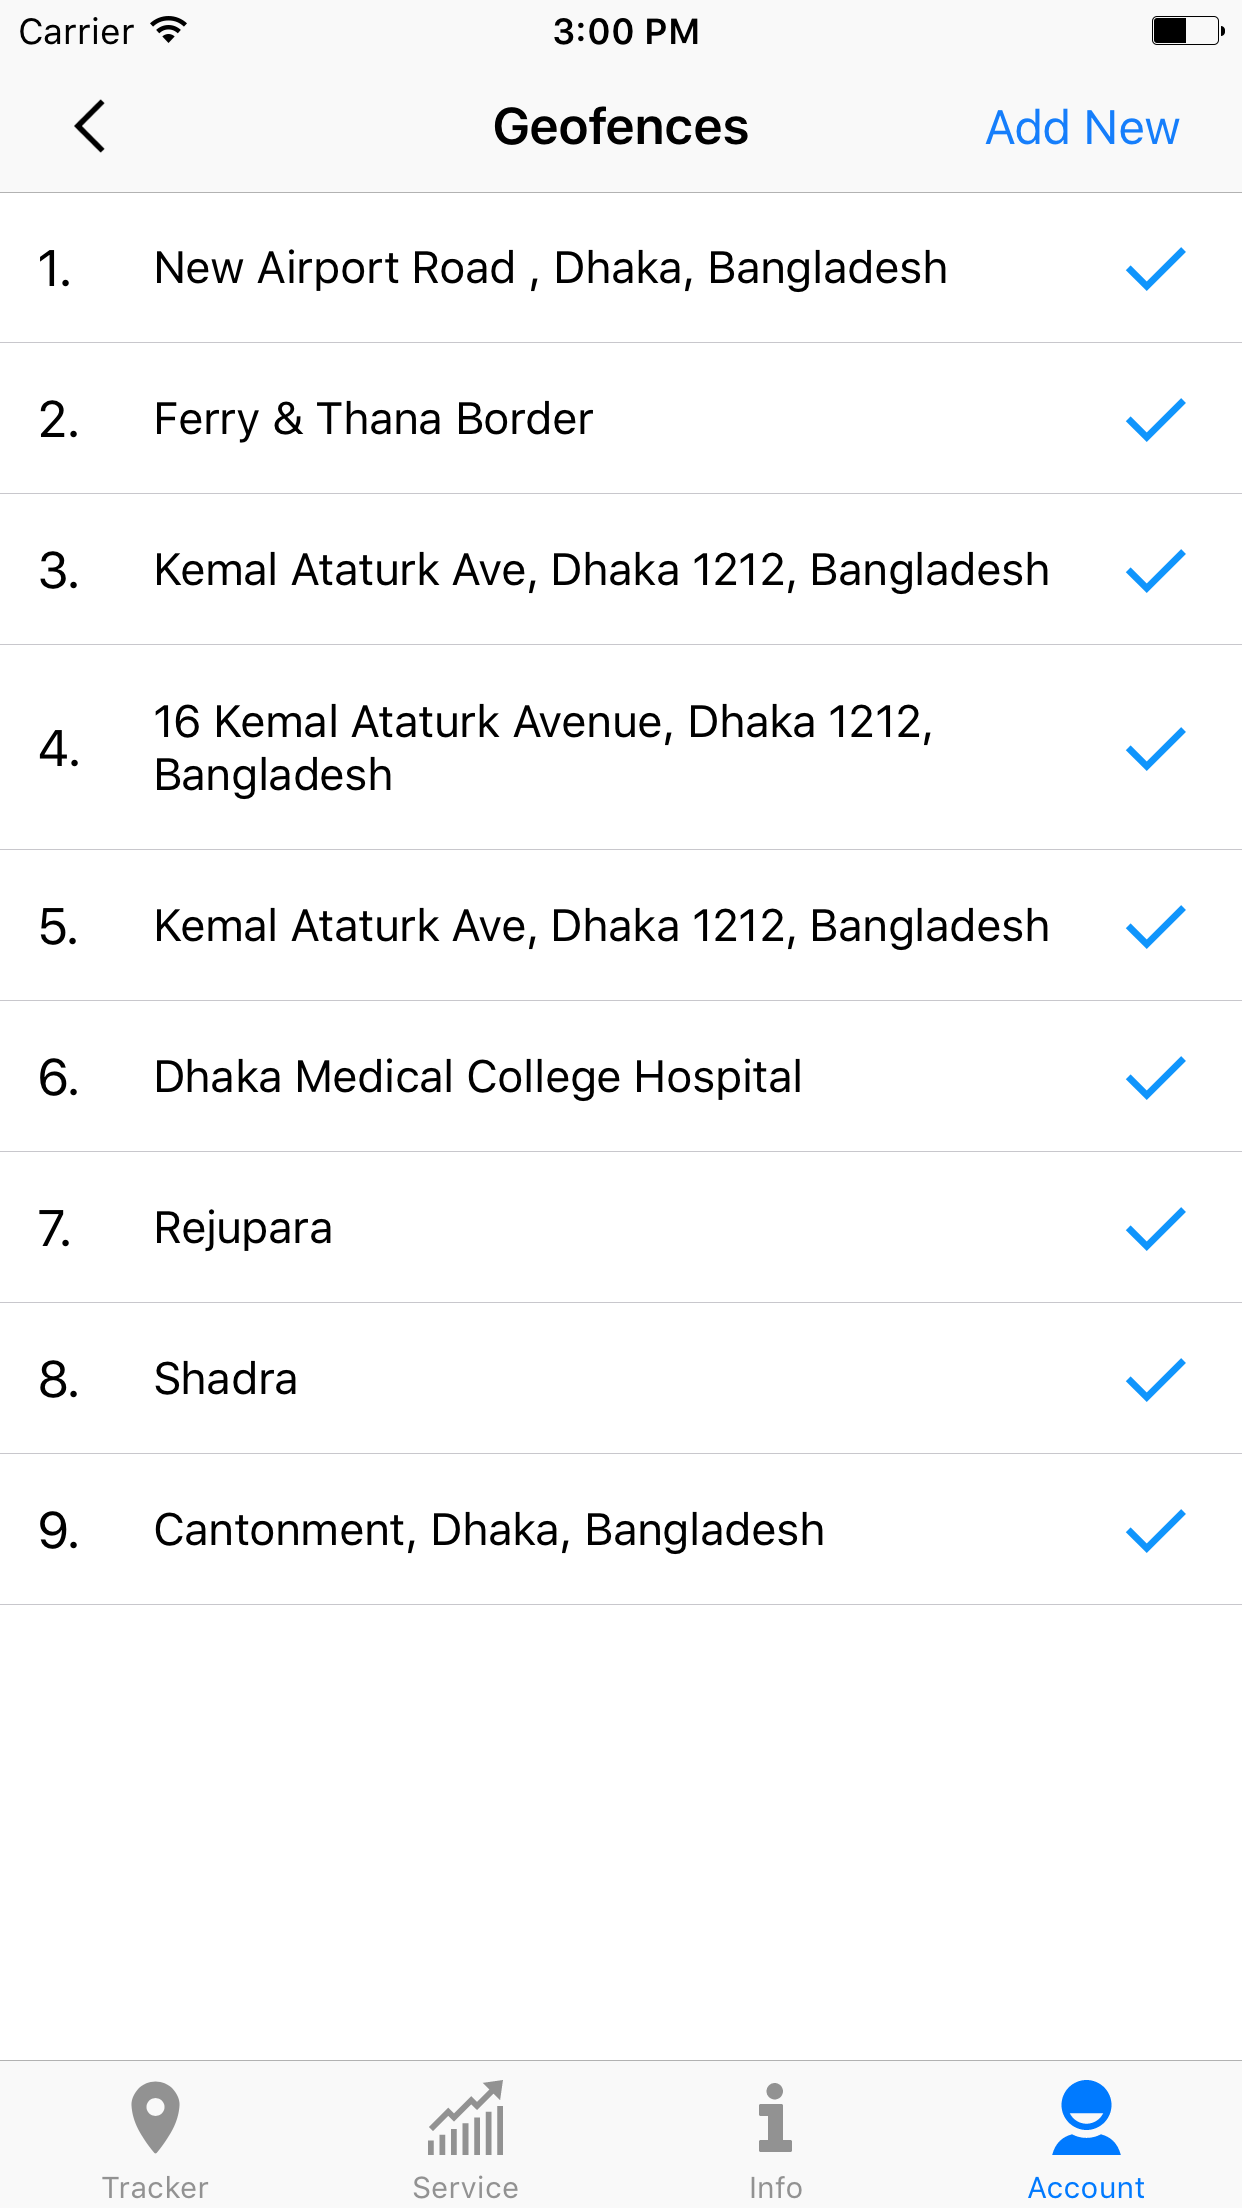 Carrier 3:00 PM
Geofences Add New
1. New Airport Road , Dhaka, Bangladesh
2. Ferry & Thana Border
3. Kemal Ataturk Ave, Dhaka 1212, Bangladesh
4. 16 Kemal Ataturk Avenue, Dhaka 1212,
Bangladesh
5. Kemal Ataturk Ave, Dhaka 1212, Bangladesh
6. Dhaka Medical College Hospital
7. Rejupara
8. Shadra
9. Cantonment, Dhaka, Bangladesh
Tracker Service Info Account